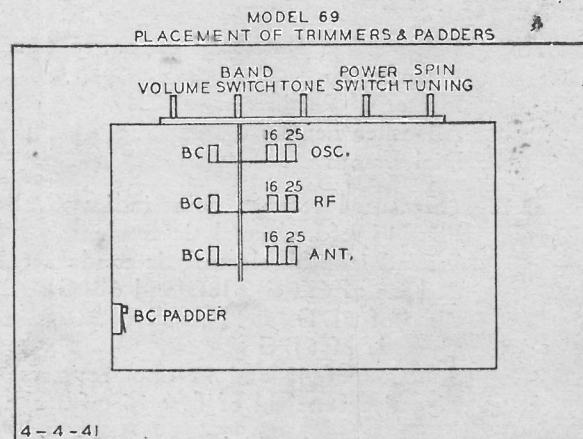 MODEL 69
PLACEMENT OF TRIMMERS & PADDERS
BAND POWER SPIN
VOLUME SWITCH TONE SWITCH TUNING
16 25
BC OSC.
16 25
BC RF
16 25
BC ANT.
BC PADDER
4-4-41